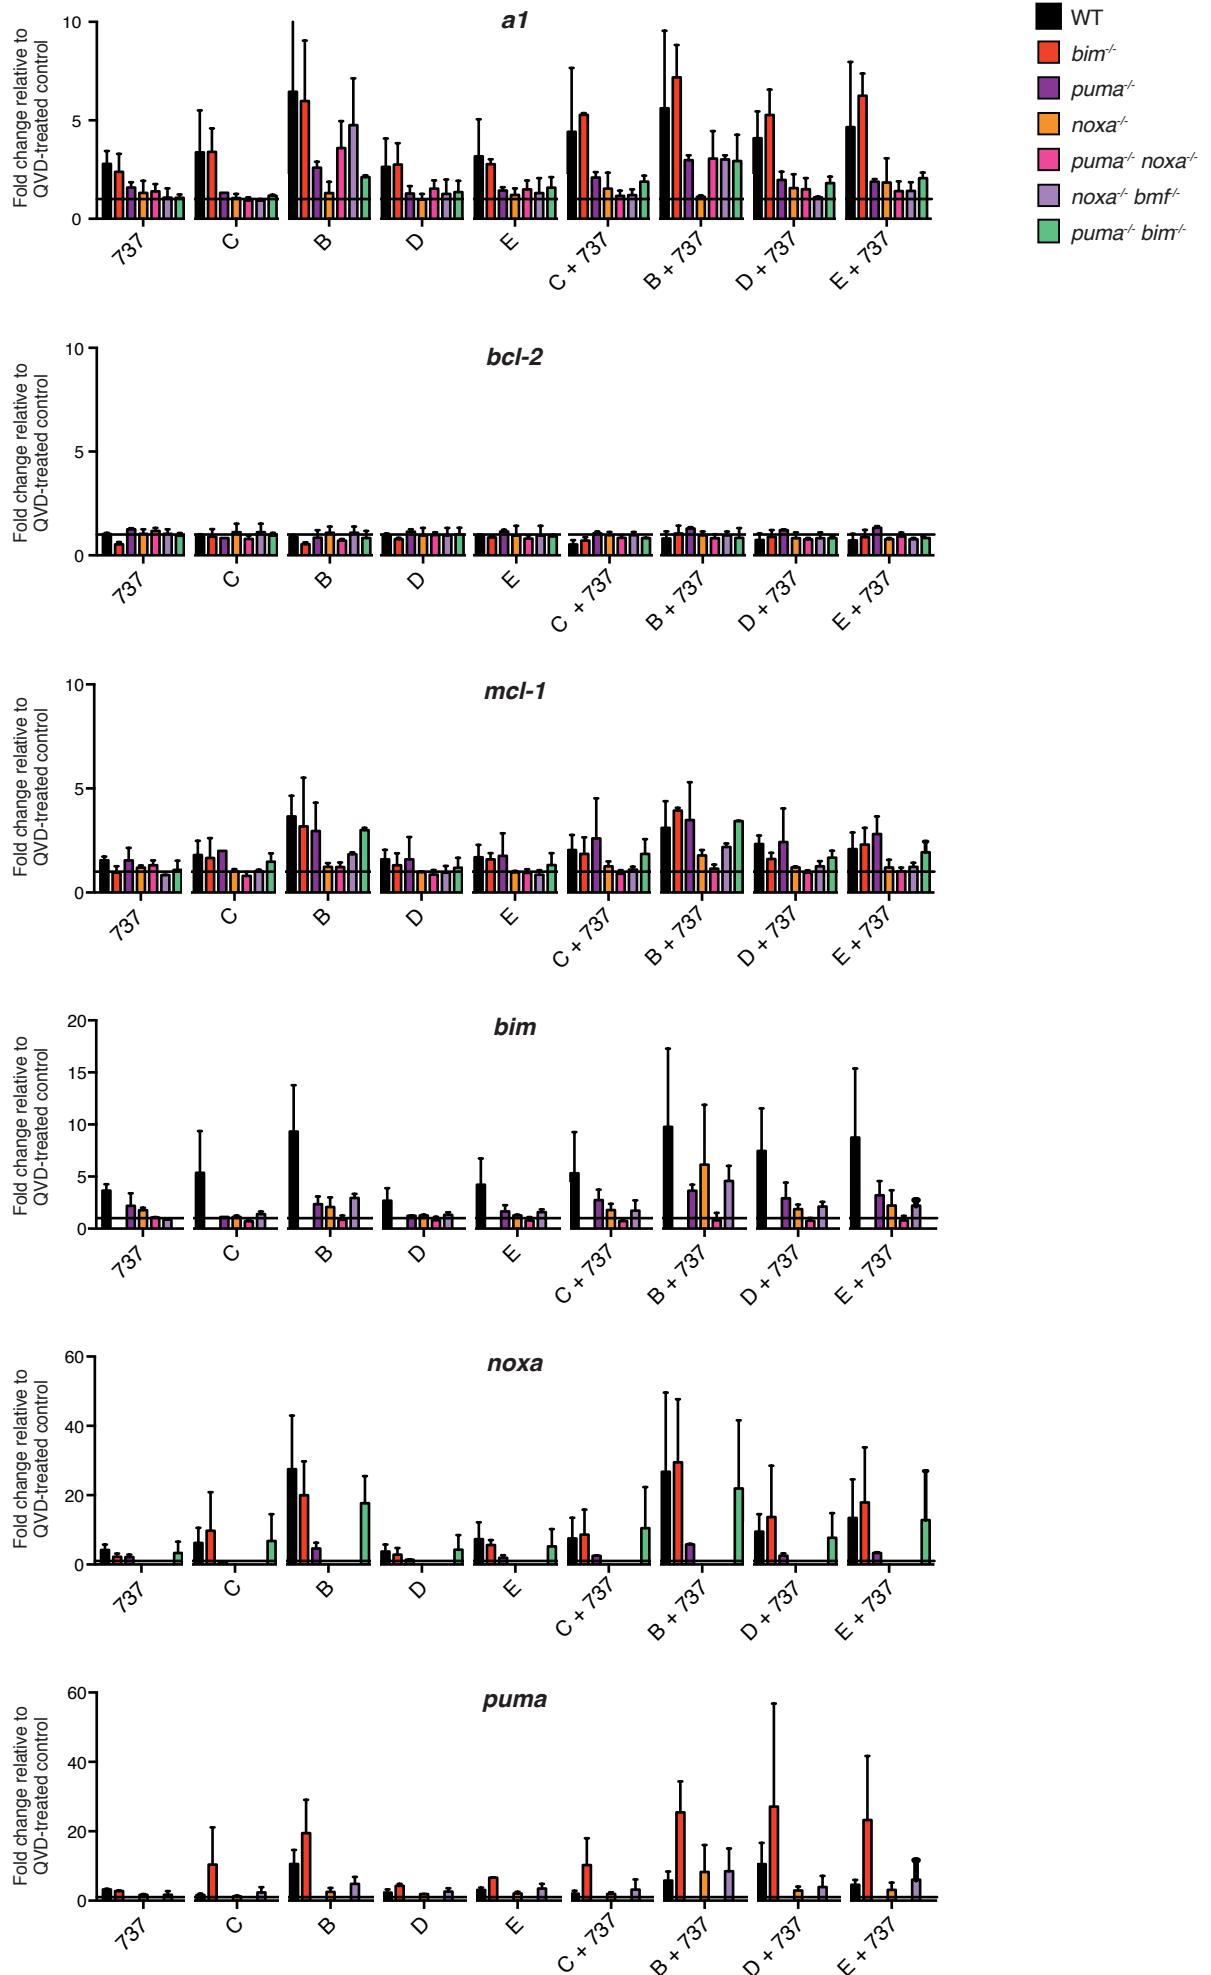 a1
Fold change relative to
QVD-treated control
10
5
0
737
C
B
D
E
C + 737
B + 737
D + 737
E + 737
WT
bim-/-
puma-/-
noxa-/-
puma-/- noxa-/-
noxa-/- bmf-/-
puma-/- bim-/-
bcl-2
Fold change relative to
QVD-treated control
10
5
0
737
C
B
D
E
C + 737
B + 737
D + 737
E + 737
mcl-1
Fold change relative to
QVD-treated control
10
5
0
737
C
B
D
E
C + 737
B + 737
D + 737
E + 737
bim
Fold change relative to
QVD-treated control
20
15
10
5
0
737
C
B
D
E
C + 737
B + 737
D + 737
E + 737
noxa
Fold change relative to
QVD-treated control
60
40
20
0
737
C
B
D
E
C + 737
B + 737
D + 737
E + 737
puma
Fold change relative to
QVD-treated control
60
40
20
0
737
C
B
D
E
C + 737
B + 737
D + 737
E + 737